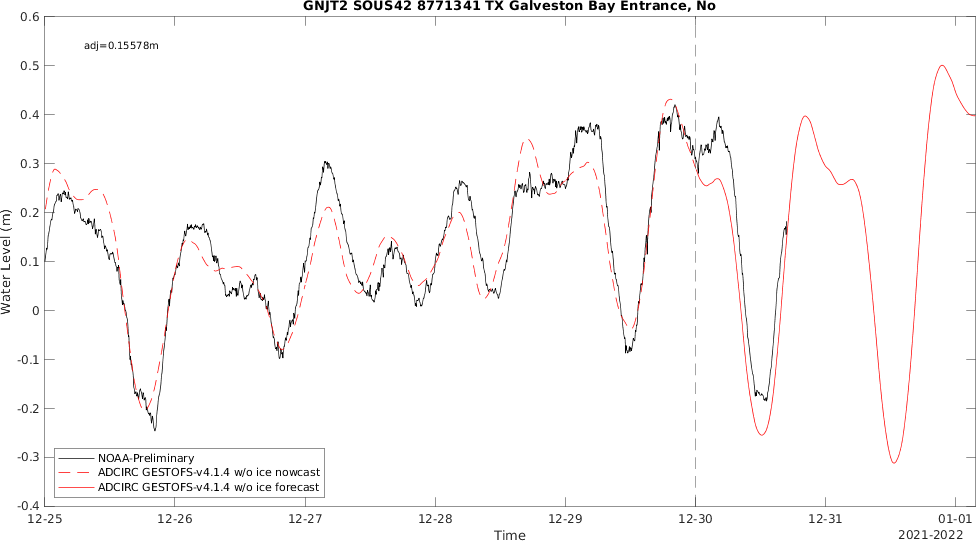 GNJT2 SOUS42 8771341 TX Galveston Bay Entrance, No
adj=0.15578m
Water Level (m)
0.6
0.5
0.4
0.3
0.2
0.1
0
-0.1
-0.2
-0.3
-0.4
NOAA-Preliminary
ADCIRC GESTOFS-v4.1.4 w/o ice nowcast
ADCIRC GESTOFS-v4.1.4 w/o ice forecast
12-25 12-26 12-27 12-28 12-29 12-30 12-31 01-01
Time
2021-2022